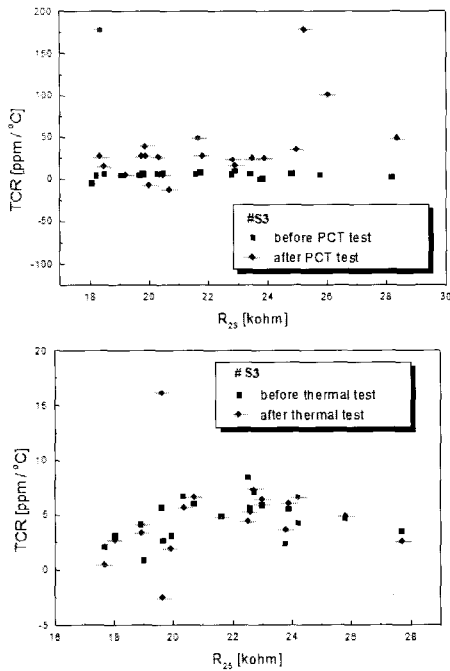 200
150
100
50
0
-50
-100
TCR [ppm / °C]
#S3
before PCT test
after PCT test
18 20 22 24 26 28 30
R₂₅ [kohm]
20
15
10
5
0
-5
TCR [ppm / °C]
# S3
before thermal test
after thermal test
16 18 20 22 24 26 28
R₂₅ [kohm]